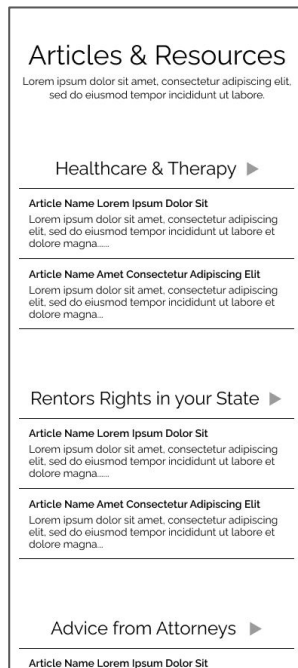 Articles & Resources
Lorem ipsum dolor sit amet, consectetur adipiscing elit,
sed do eiusmod tempor incididunt ut labore.
Healthcare & Therapy
Article Name Lorem Ipsum Dolor Sit
Lorem ipsum dolor sit amet, consectetur adipiscing
elit, sed do eiusmod tempor incididunt ut labore et
dolore magna......
Article Name Amet Consectetur Adipiscing Elit
Lorem ipsum dolor sit amet, consectetur adipiscing
elit, sed do eiusmod tempor incididunt ut labore et
dolore magna...
Rentors Rights in your State
Article Name Lorem Ipsum Dolor Sit
Lorem ipsum dolor sit amet, consectetur adipiscing
elit, sed do eiusmod tempor incididunt ut labore et
dolore magna......
Article Name Amet Consectetur Adipiscing Elit
Lorem ipsum dolor sit amet, consectetur adipiscing
elit, sed do eiusmod tempor incididunt ut labore et
dolore magna...
Advice from Attorneys
Article Name Lorem Ipsum Dolor Sit